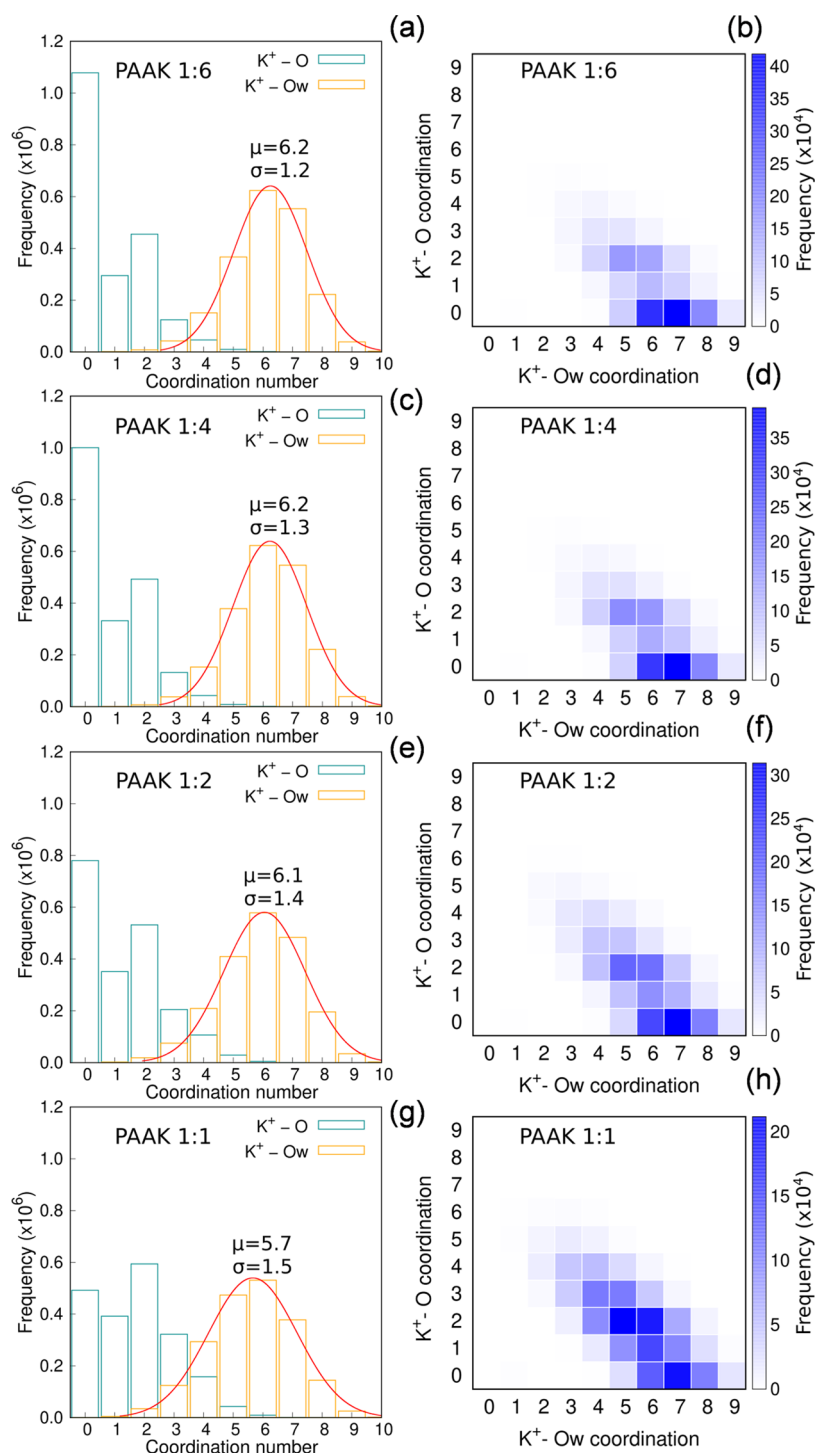 (a)
PAAK 1:6
K⁺ – O
K⁺ – Ow
μ=6.2
σ=1.2
Frequency (x10⁶)
1.2
1.0
0.8
0.6
0.4
0.2
0.0
0 1 2 3 4 5 6 7 8 9 10
Coordination number
(b)
PAAK 1:6
K⁺- O coordination
9
8
7
6
5
4
3
2
1
0
0 1 2 3 4 5 6 7 8 9
K⁺- Ow coordination
40
35
30
25
20
15
10
5
0
Frequency (x10⁴)
(c)
PAAK 1:4
K⁺ – O
K⁺ – Ow
μ=6.2
σ=1.3
Frequency (x10⁶)
1.2
1.0
0.8
0.6
0.4
0.2
0.0
0 1 2 3 4 5 6 7 8 9 10
Coordination number
(d)
PAAK 1:4
K⁺- O coordination
9
8
7
6
5
4
3
2
1
0
0 1 2 3 4 5 6 7 8 9
K⁺- Ow coordination
35
30
25
20
15
10
5
0
Frequency (x10⁴)
(e)
PAAK 1:2
K⁺ – O
K⁺ – Ow
μ=6.1
σ=1.4
Frequency (x10⁶)
1.2
1.0
0.8
0.6
0.4
0.2
0.0
0 1 2 3 4 5 6 7 8 9 10
Coordination number
(f)
PAAK 1:2
K⁺- O coordination
9
8
7
6
5
4
3
2
1
0
0 1 2 3 4 5 6 7 8 9
K⁺- Ow coordination
30
25
20
15
10
5
0
Frequency (x10⁴)
(g)
PAAK 1:1
K⁺ – O
K⁺ – Ow
μ=5.7
σ=1.5
Frequency (x10⁶)
1.2
1.0
0.8
0.6
0.4
0.2
0.0
0 1 2 3 4 5 6 7 8 9 10
Coordination number
(h)
PAAK 1:1
K⁺- O coordination
9
8
7
6
5
4
3
2
1
0
0 1 2 3 4 5 6 7 8 9
K⁺- Ow coordination
20
15
10
5
0
Frequency (x10⁴)